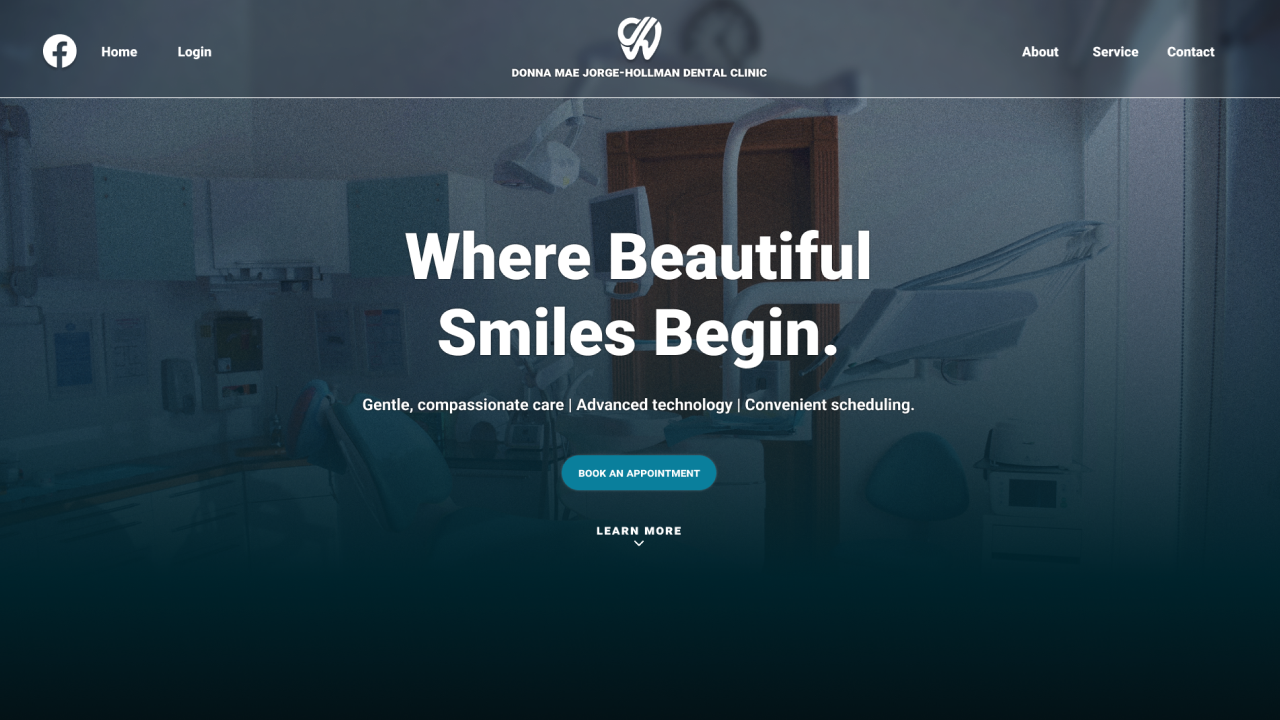 Home
Login
DONNA MAE JORGE-HOLLMAN DENTAL CLINIC
About
Service
Contact
Where Beautiful
Smiles Begin.
Gentle, compassionate care | Advanced technology | Convenient scheduling.
BOOK AN APPOINTMENT
LEARN MORE